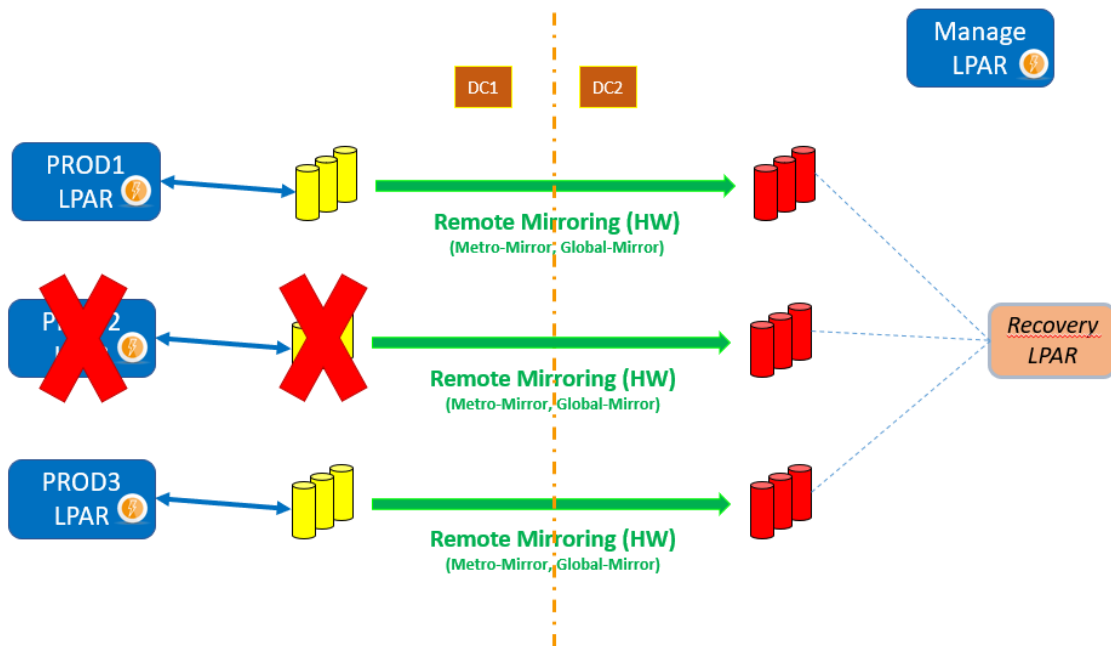 Manage
LPAR
DC1
DC2
PROD1
LPAR
Remote Mirroring (HW)
(Metro-Mirror, Global-Mirror)
Recovery
LPAR
Remote Mirroring (HW)
(Metro-Mirror, Global-Mirror)
PROD3
LPAR
Remote Mirroring (HW)
(Metro-Mirror, Global-Mirror)